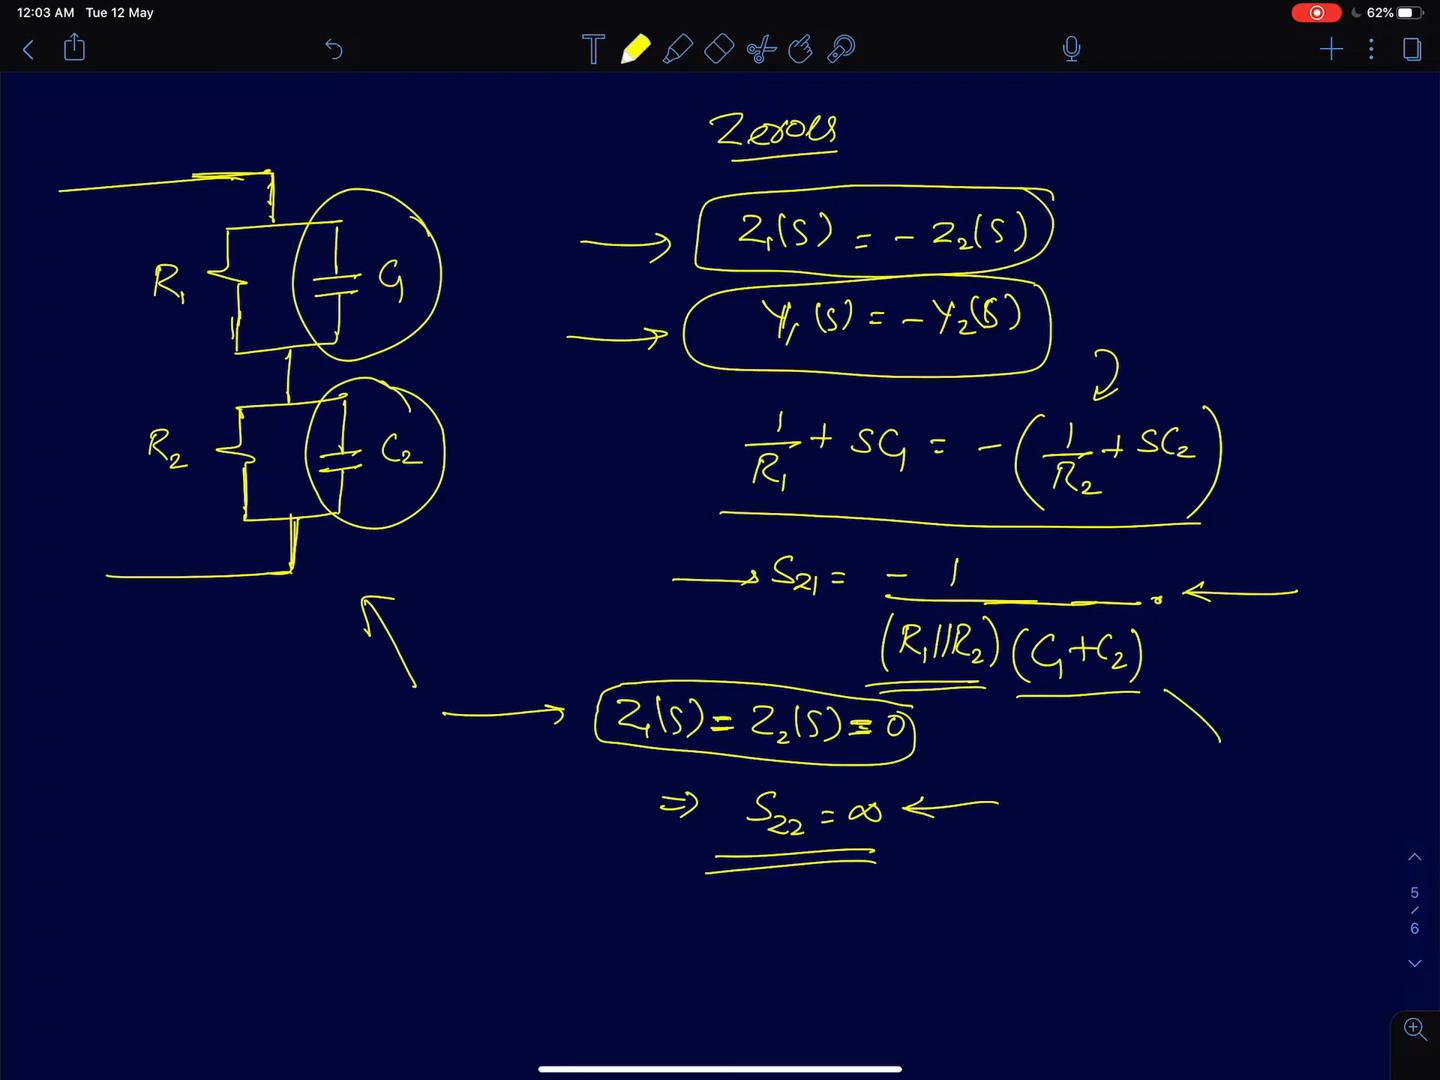 12:03 AM Tue 12 May
62%
T
Zeroes
Z₁(S) = - Z₂(S)
Y₁(S) = - Y₂(S)
R₁
C₁
R₂
C₂
1/R₁ + SC₁ = - (1/R₂ + SC₂)
S₂₁ = - 1/((R₁||R₂)(C₁+C₂)).
Z₁(S) = Z₂(S) = 0
⇒ S₂₂ = ∞
5
/
6